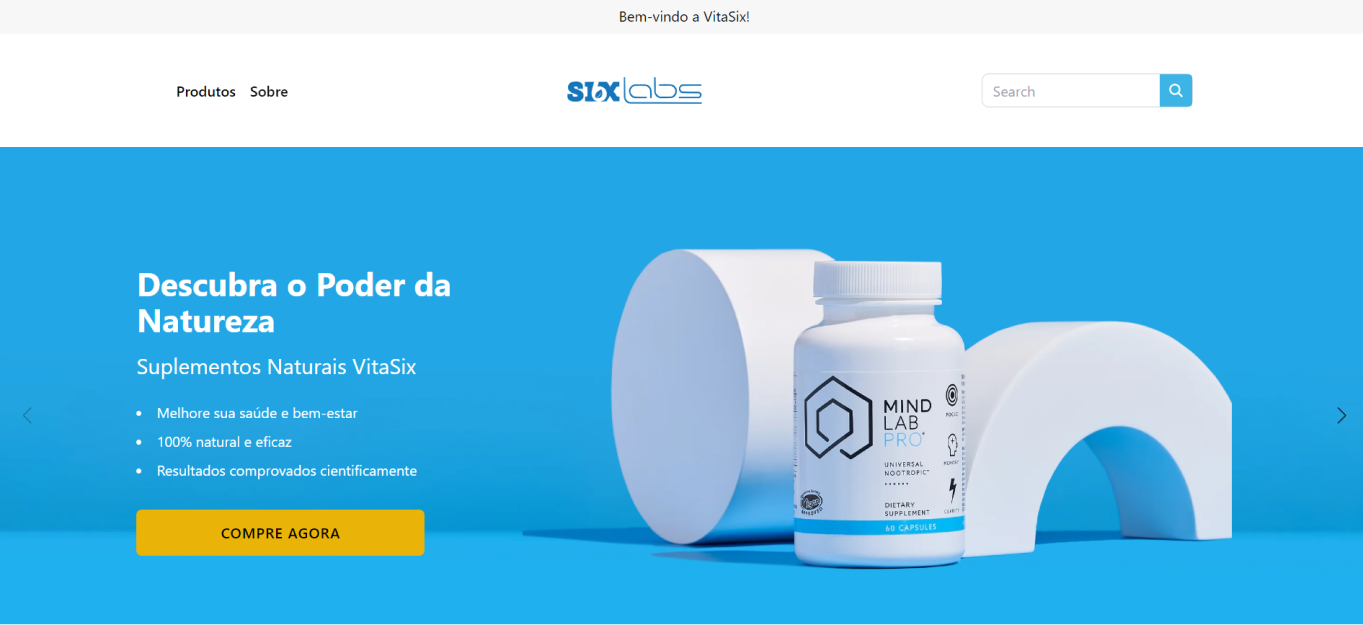 Bem-vindo a VitaSix!
Produtos Sobre
SIXlabs
Search
Descubra o Poder da
Natureza
Suplementos Naturais VitaSix
Melhore sua saúde e bem-estar
100% natural e eficaz
Resultados comprovados cientificamente
COMPRE AGORA
MIND
LAB
PRO
UNIVERSAL
NOOTROPIC™
DIETARY
SUPPLEMENT
60 CAPSULES
FOCUS
MEMORY
CLARITY